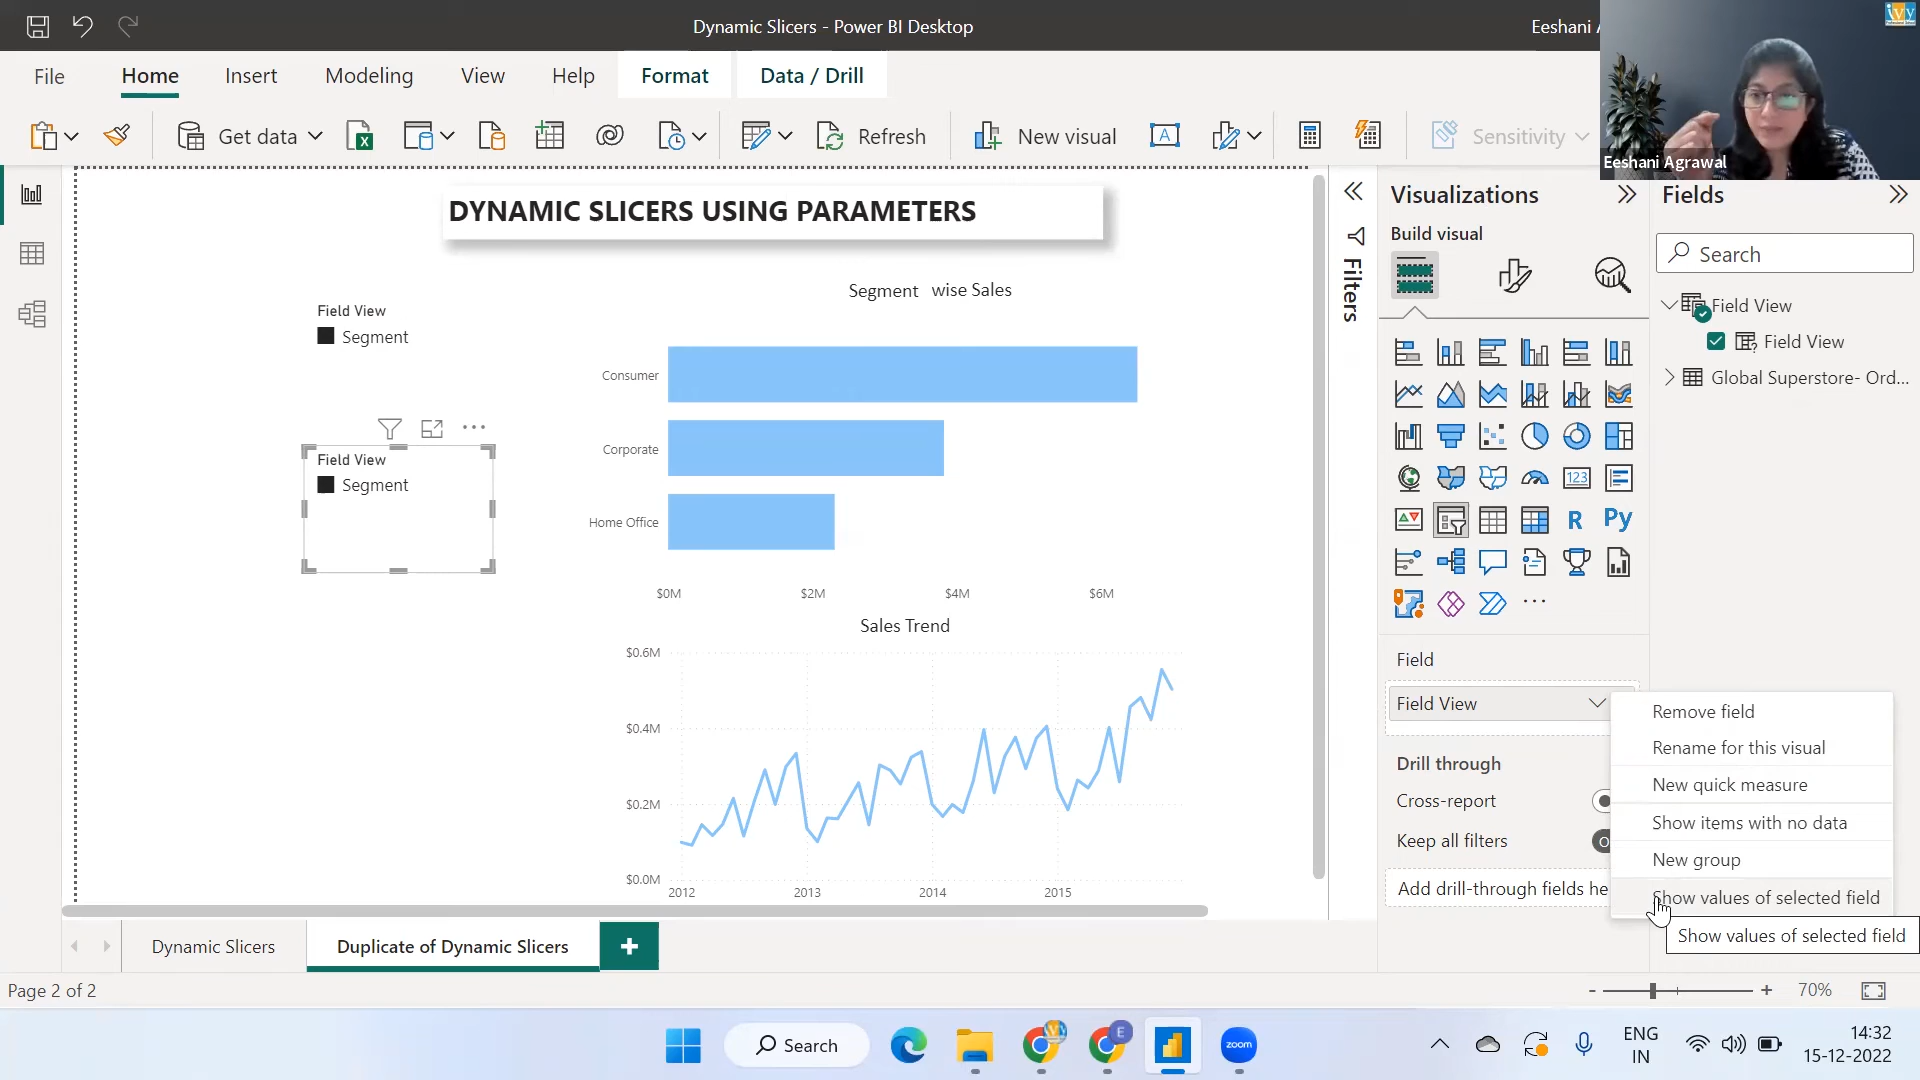 Dynamic Slicers - Power BI Desktop
Eeshani A
ivy
File
Home
Insert
Modeling
View
Help
Format
Data / Drill
Get data
Refresh
New visual
Sensitivity
Eeshani Agrawal
DYNAMIC SLICERS USING PARAMETERS
Segment wise Sales
Field View
Segment
Field View
Segment
Consumer
Corporate
Home Office
$0M
$2M
$4M
$6M
Sales Trend
$0.6M
$0.4M
$0.2M
$0.0M
2012
2013
2014
2015
Filters
Visualizations
Build visual
123
R
Py
Field
Field View
Drill through
Cross-report
Keep all filters
Add drill-through fields he
Fields
Search
Field View
Field View
Global Superstore- Ord...
Remove field
Rename for this visual
New quick measure
Show items with no data
New group
Show values of selected field
Show values of selected field
Dynamic Slicers
Duplicate of Dynamic Slicers
Page 2 of 2
- + 70%
Search
E
zoom
ENG
IN
14:32
15-12-2022